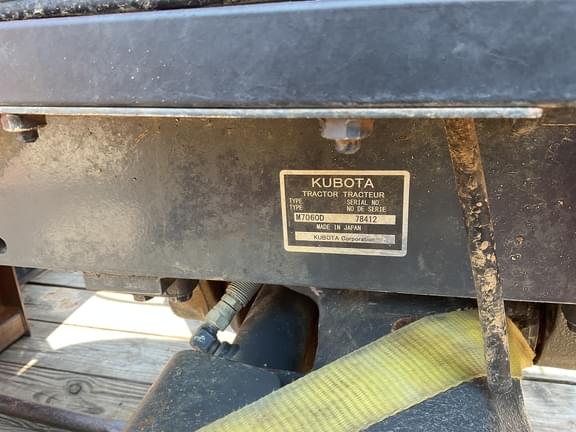 KUBOTA
TRACTOR TRACTEUR
TYPE SERIAL NO.
TYPE NO DE SERIE
M7060D 78412
MADE IN JAPAN
KUBOTA Corporation